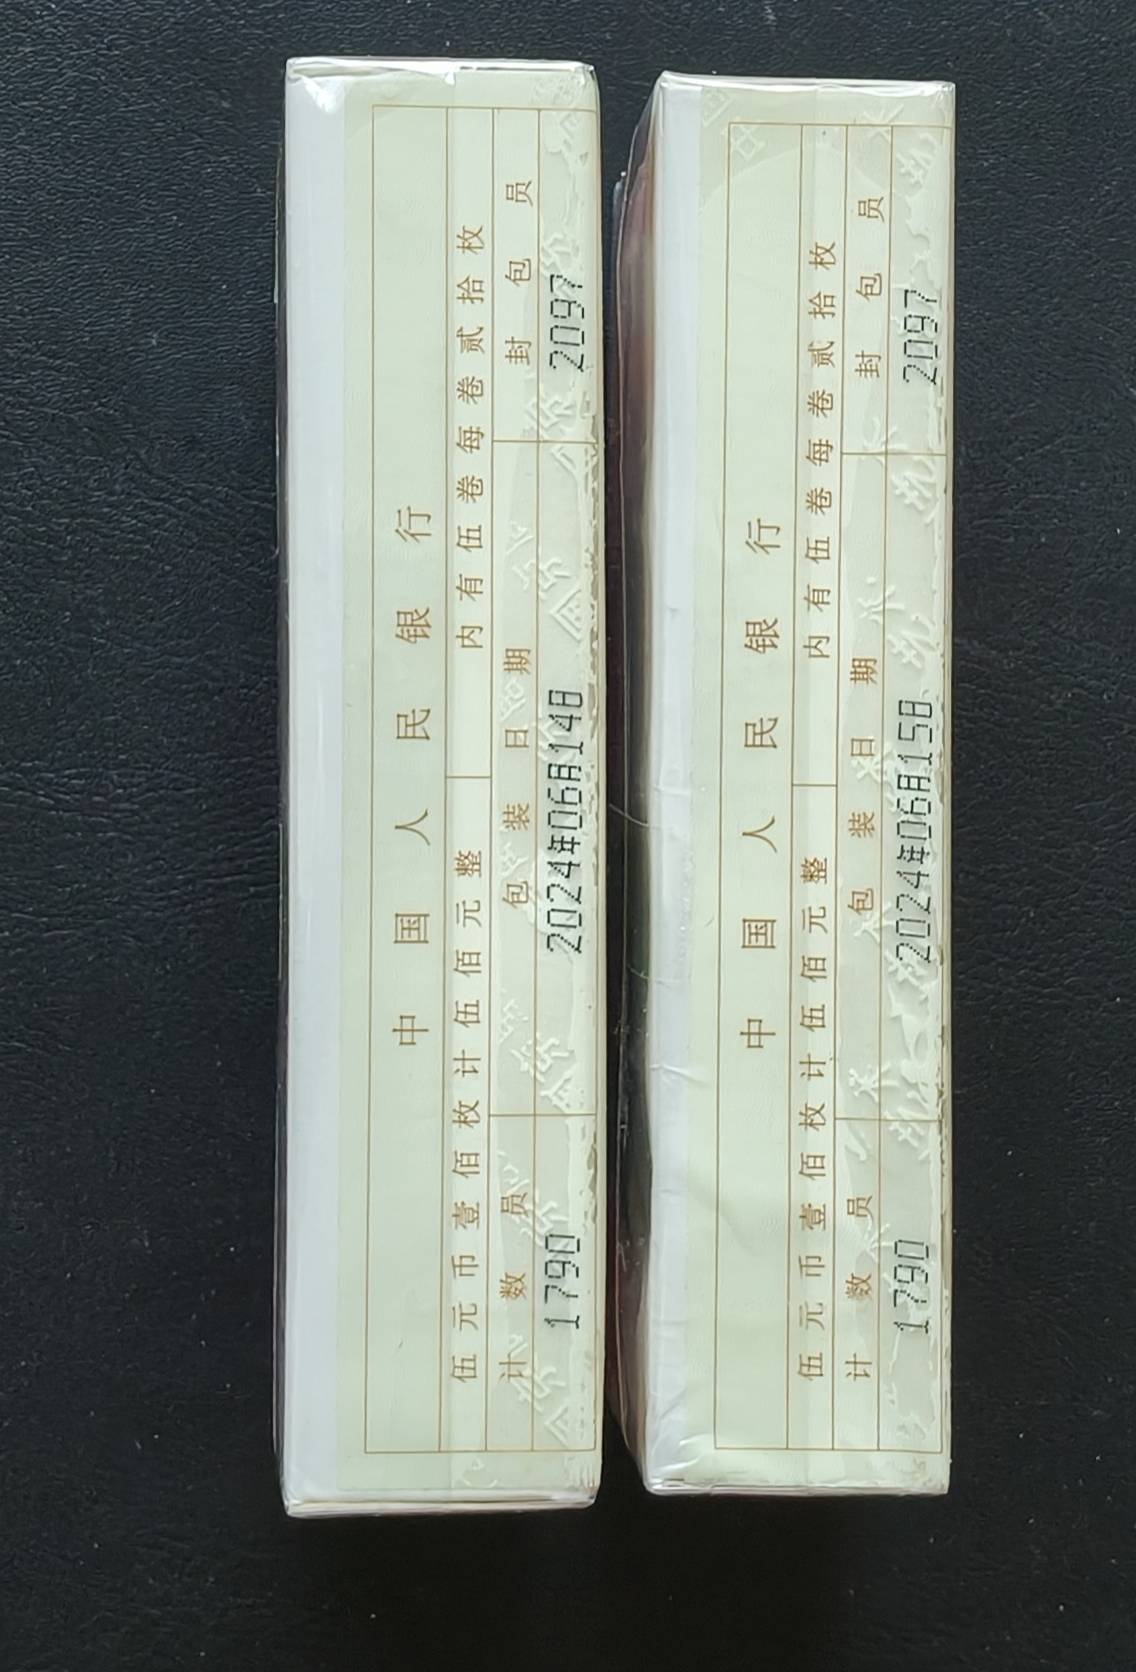 中国人民银行
伍元币壹佰枚计伍佰元整 内有伍卷每卷贰拾枚
计数员 包装日期 封包员
1790 2024年06月14日 2097
中国人民银行
伍元币壹佰枚计伍佰元整 内有伍卷每卷贰拾枚
计数员 包装日期 封包员
1790 2024年06月15日 2097